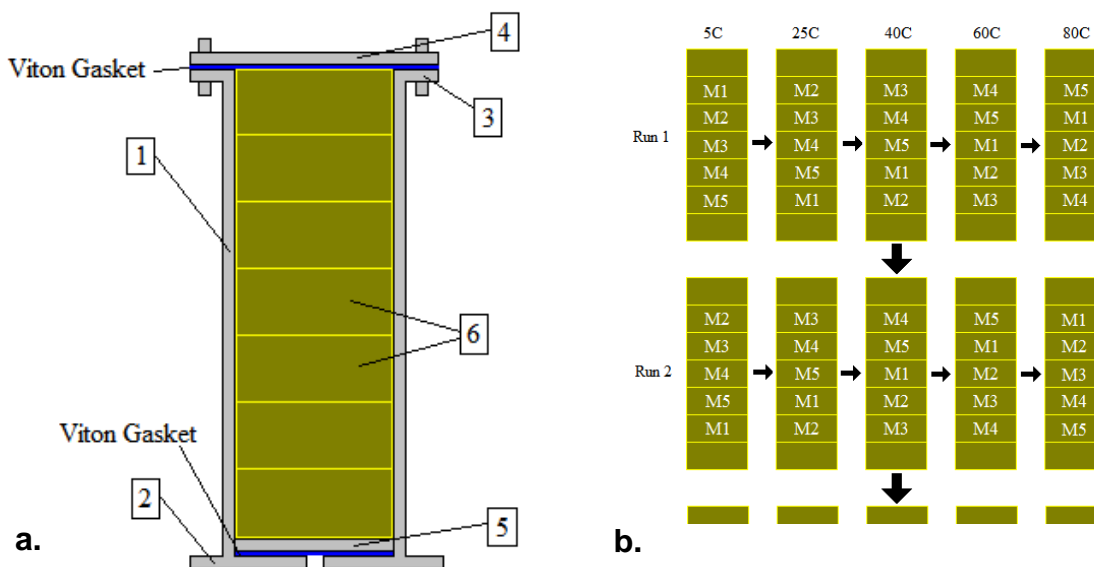 4
Viton Gasket
3
1
6
Viton Gasket
2
5
a.
5C 25C 40C 60C 80C
M1 M2 M3 M4 M5
M2 M3 M4 M5 M1
Run 1 M3 M4 M5 M1 M2
M4 M5 M1 M2 M3
M5 M1 M2 M3 M4
M2 M3 M4 M5 M1
M3 M4 M5 M1 M2
Run 2 M4 M5 M1 M2 M3
M5 M1 M2 M3 M4
M1 M2 M3 M4 M5
b.